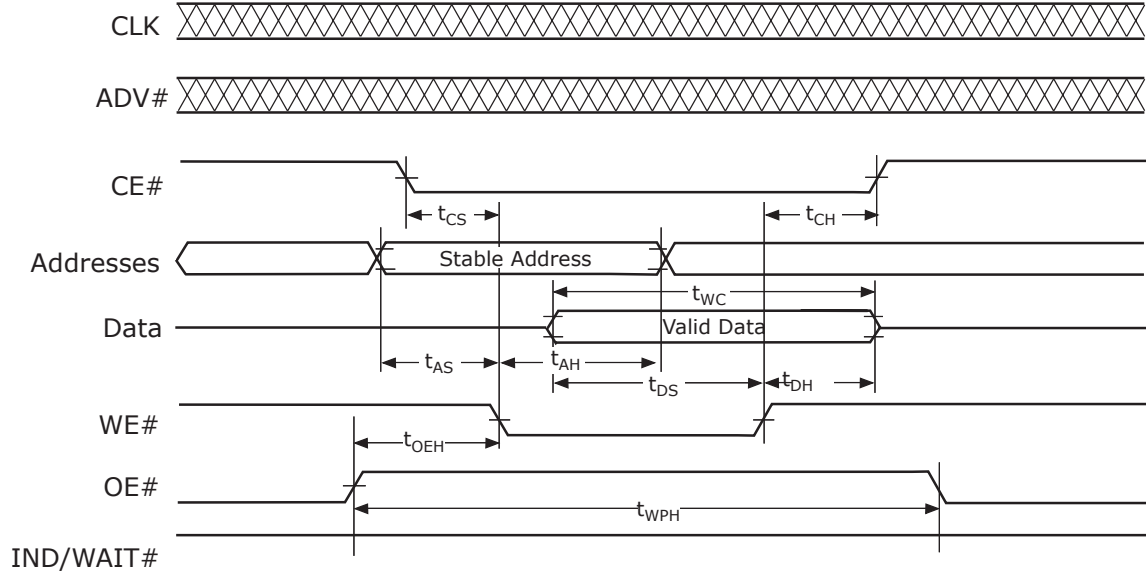 CLK
ADV#
CE#
tCS
tCH
Addresses
Stable Address
tWC
Data
Valid Data
tAS
tAH
tDS
tDH
WE#
tOEH
OE#
tWPH
IND/WAIT#